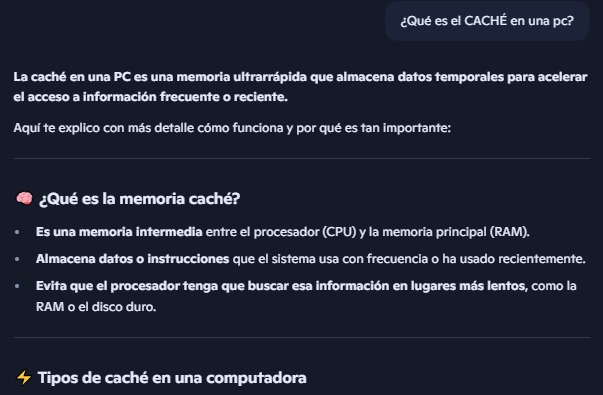 ¿Qué es el CACHÉ en una pc?
La caché en una PC es una memoria ultrarrápida que almacena datos temporales para acelerar
el acceso a información frecuente o reciente.
Aquí te explico con más detalle cómo funciona y por qué es tan importante:
🧠 ¿Qué es la memoria caché?
• Es una memoria intermedia entre el procesador (CPU) y la memoria principal (RAM).
• Almacena datos o instrucciones que el sistema usa con frecuencia o ha usado recientemente.
• Evita que el procesador tenga que buscar esa información en lugares más lentos, como la
RAM o el disco duro.
⚡ Tipos de caché en una computadora